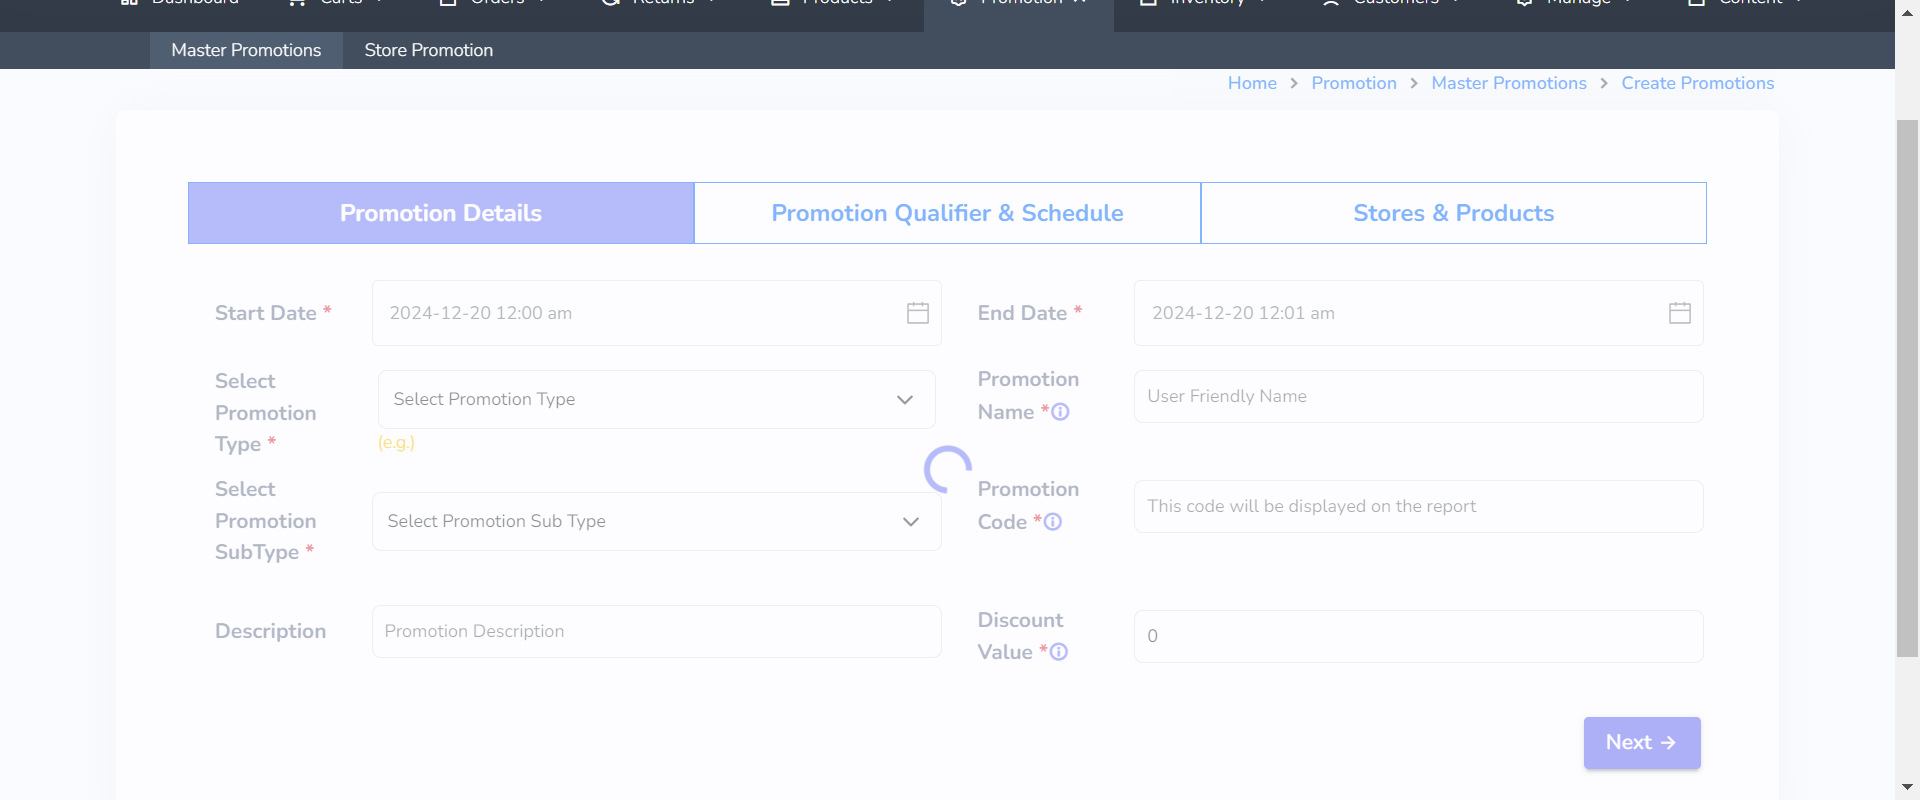 Dashboard Carts Orders Returns Products Promotion Inventory Customers Manage Content
Master Promotions Store Promotion
Home > Promotion > Master Promotions > Create Promotions
Promotion Details Promotion Qualifier & Schedule Stores & Products
Start Date * 2024-12-20 12:00 am End Date * 2024-12-20 12:01 am
Select
Promotion
Type *
Select Promotion Type
(e.g.)
Promotion
Name *
User Friendly Name
Select
Promotion
SubType *
Select Promotion Sub Type
Promotion
Code *
This code will be displayed on the report
Description Promotion Description
Discount
Value *
0
Next →